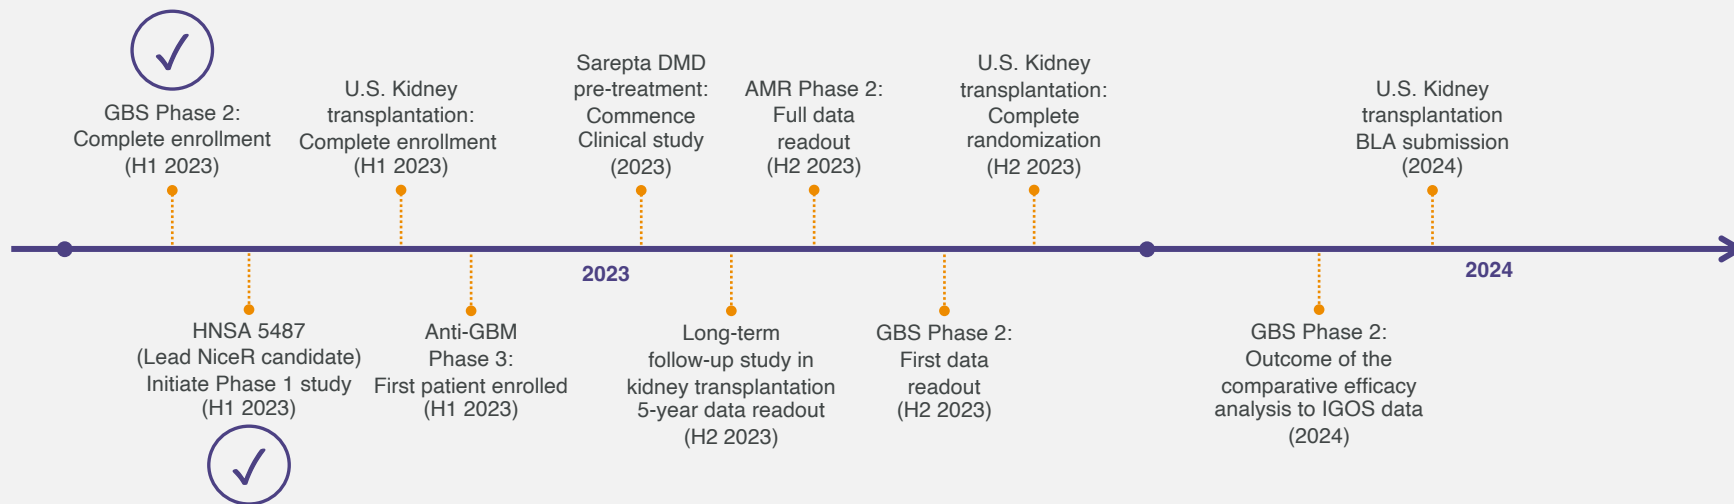 GBS Phase 2:
Complete enrollment
(H1 2023)
U.S. Kidney
transplantation:
Complete enrollment
(H1 2023)
Sarepta DMD
pre-treatment:
Commence
Clinical study
(2023)
AMR Phase 2:
Full data
readout
(H2 2023)
U.S. Kidney
transplantation:
Complete
randomization
(H2 2023)
U.S. Kidney
transplantation
BLA submission
(2024)
2023
2024
HNSA 5487
(Lead NiceR candidate)
Initiate Phase 1 study
(H1 2023)
Anti-GBM
Phase 3:
First patient enrolled
(H1 2023)
Long-term
follow-up study in
kidney transplantation
5-year data readout
(H2 2023)
GBS Phase 2:
First data
readout
(H2 2023)
GBS Phase 2:
Outcome of the
comparative efficacy
analysis to IGOS data
(2024)